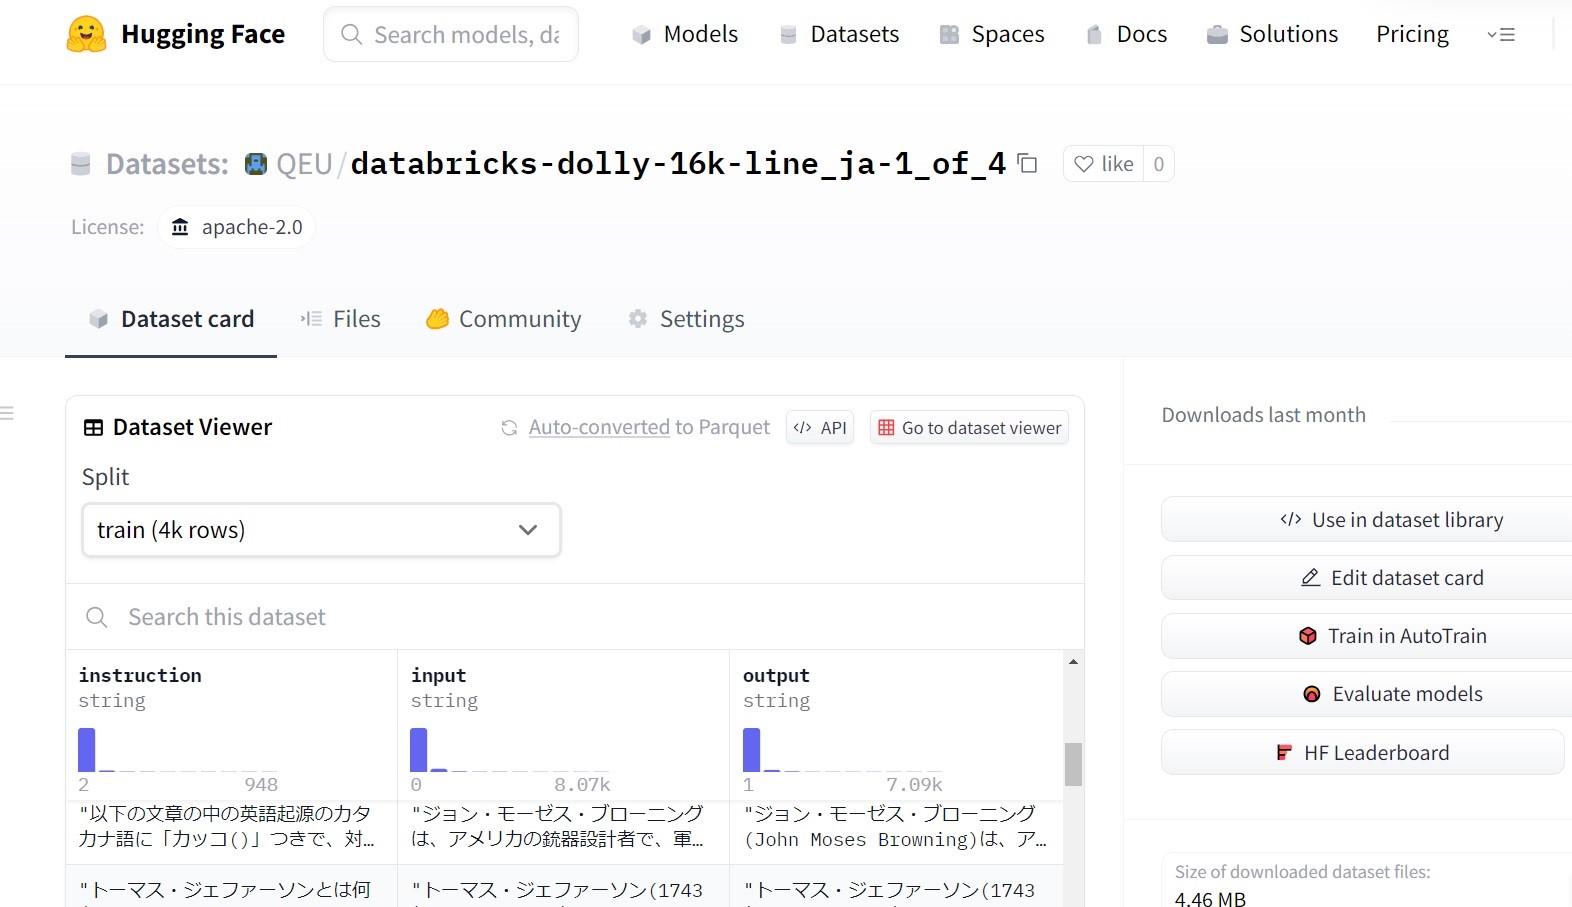 Hugging Face
Search models, da
Models
Datasets
Spaces
Docs
Solutions
Pricing
Datasets: QEU/databricks-dolly-16k-line_ja-1_of_4
like 0
License: apache-2.0
Dataset card
Files
Community
Settings
Dataset Viewer
Auto-converted to Parquet
</> API
Go to dataset viewer
Split
train (4k rows)
Search this dataset
instruction
string
2 948
input
string
0 8.07k
output
string
1 7.09k
"以下の文章の中の英語起源のカタ
カナ語に「カッコ()」つきで、対…
"ジョン・モーゼス・ブローニング
は、アメリカの銃器設計者で、軍…
"ジョン・モーゼス・ブローニング
(John Moses Browning)は、ア…
"トーマス・ジェファーソンとは何
"トーマス・ジェファーソン(1743
"トーマス・ジェファーソン(1743
Downloads last month
</> Use in dataset library
Edit dataset card
Train in AutoTrain
Evaluate models
HF Leaderboard
Size of downloaded dataset files:
4.46 MB